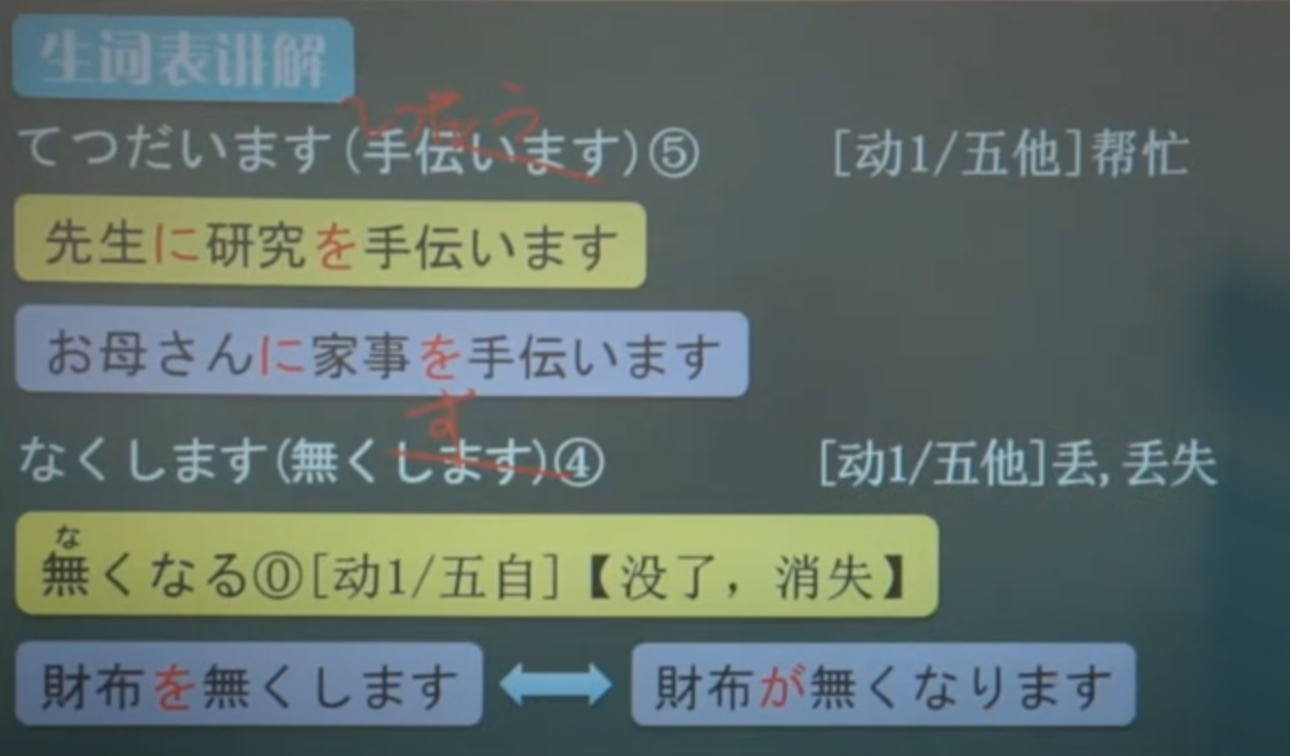 生词表讲解
てつだいます(手伝います)⑤ [动1/五他]帮忙
先生に研究を手伝います
お母さんに家事を手伝います
す
なくします(無くします)④ [动1/五他]丢,丢失
な
無くなる⓪[动1/五自]【没了，消失】
財布を無くします ⟷ 財布が無くなります